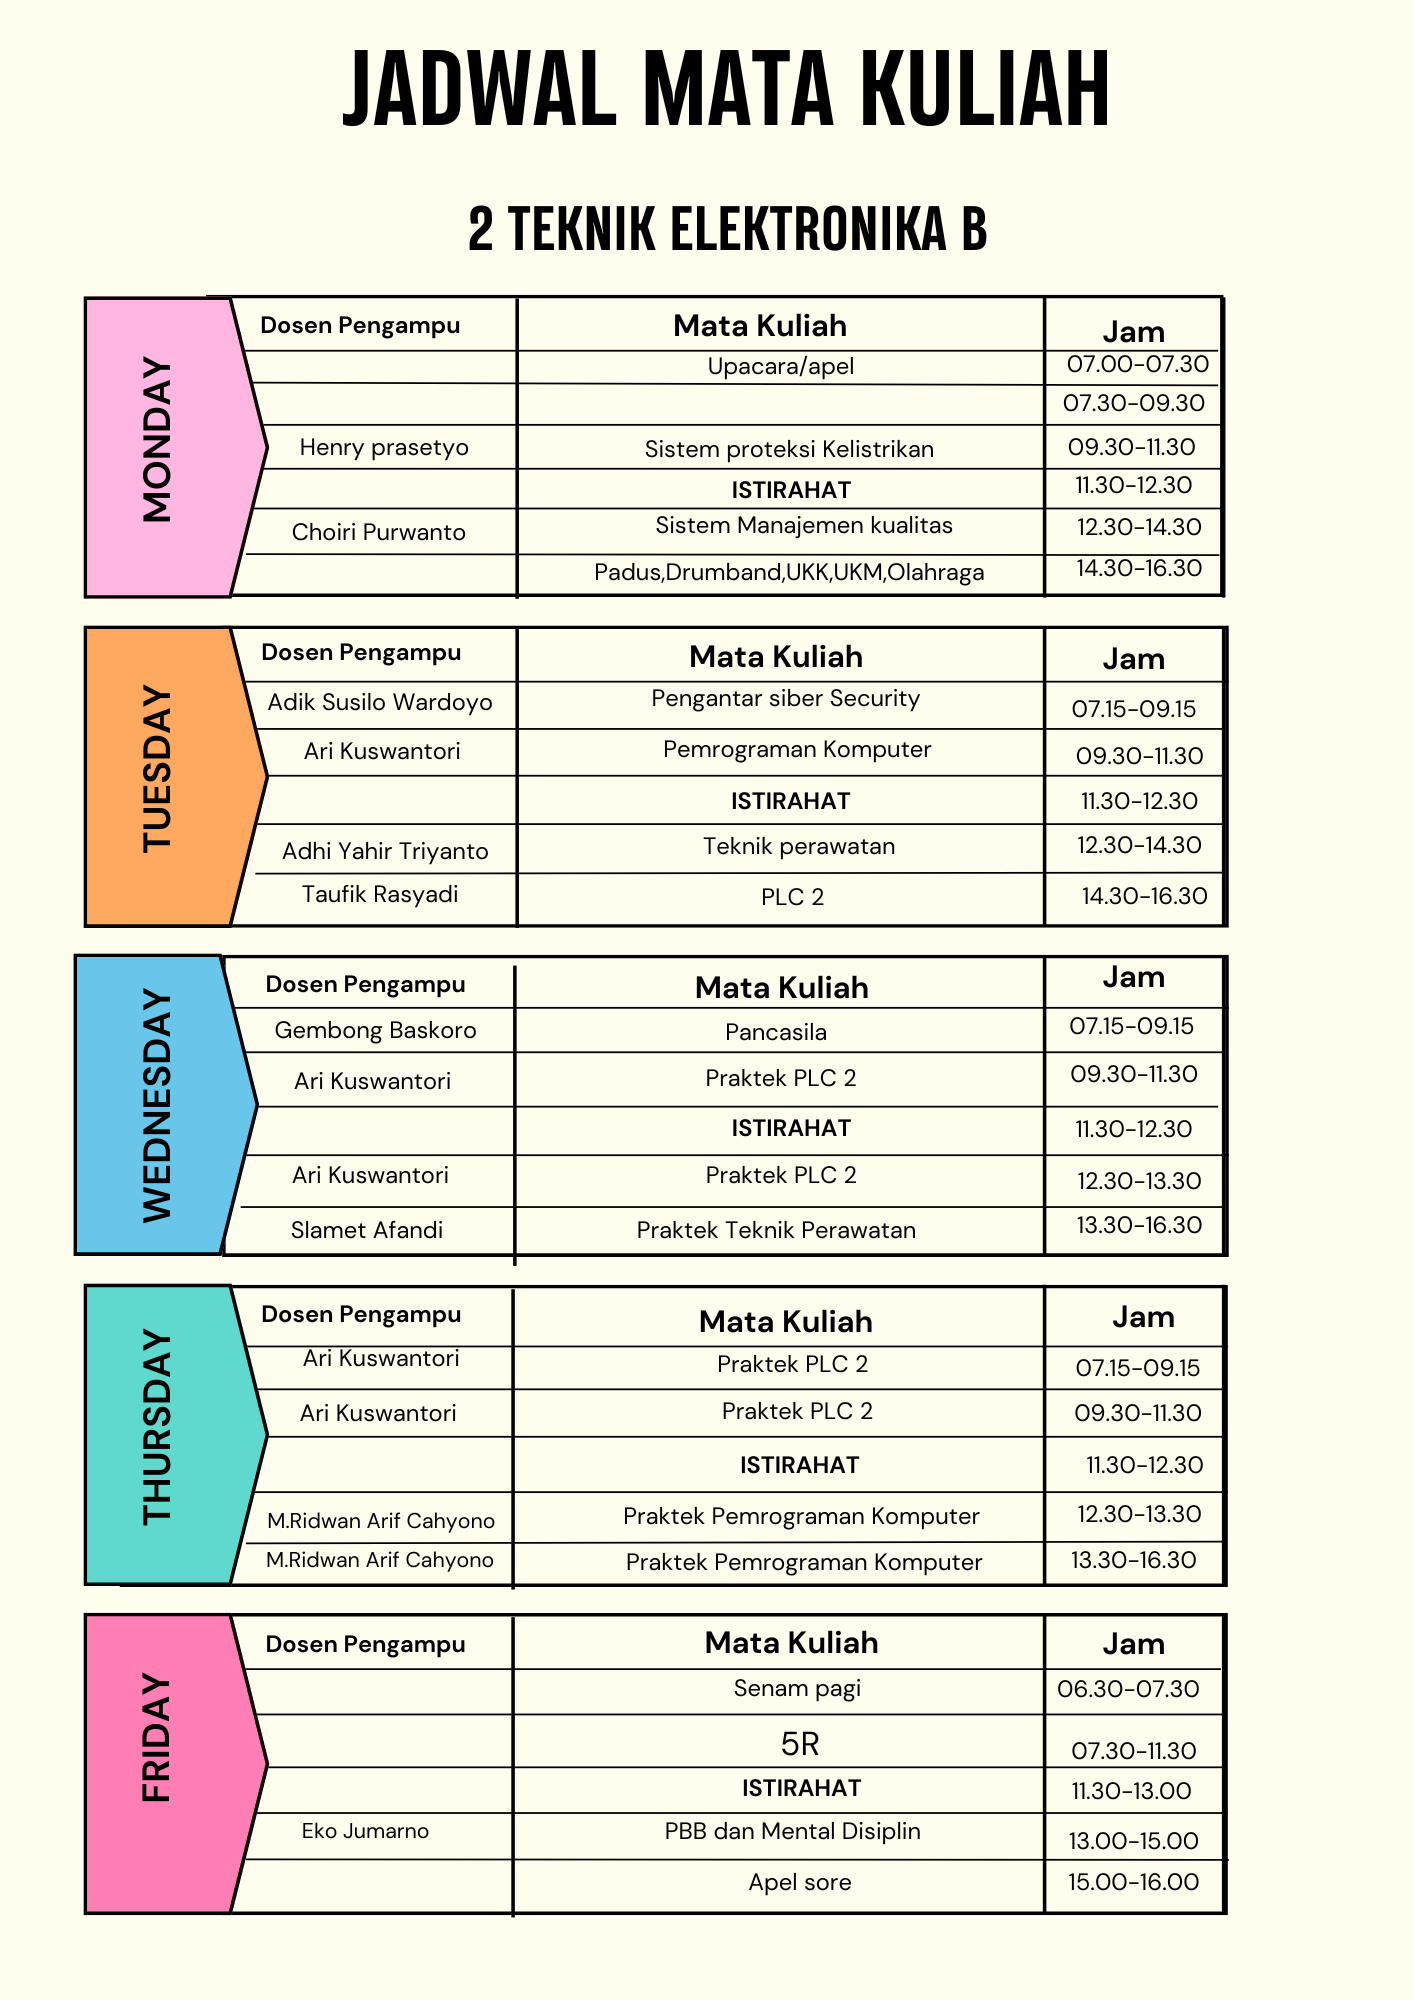 JADWAL MATA KULIAH
2 TEKNIK ELEKTRONIKA B
MONDAY
Dosen Pengampu Mata Kuliah Jam
Upacara/apel 07.00-07.30
07.30-09.30
Henry prasetyo Sistem proteksi Kelistrikan 09.30-11.30
ISTIRAHAT 11.30-12.30
Choiri Purwanto Sistem Manajemen kualitas 12.30-14.30
Padus,Drumband,UKK,UKM,Olahraga 14.30-16.30
TUESDAY
Dosen Pengampu Mata Kuliah Jam
Adik Susilo Wardoyo Pengantar siber Security 07.15-09.15
Ari Kuswantori Pemrograman Komputer 09.30-11.30
ISTIRAHAT 11.30-12.30
Adhi Yahir Triyanto Teknik perawatan 12.30-14.30
Taufik Rasyadi PLC 2 14.30-16.30
WEDNESDAY
Dosen Pengampu Mata Kuliah Jam
Gembong Baskoro Pancasila 07.15-09.15
Ari Kuswantori Praktek PLC 2 09.30-11.30
ISTIRAHAT 11.30-12.30
Ari Kuswantori Praktek PLC 2 12.30-13.30
Slamet Afandi Praktek Teknik Perawatan 13.30-16.30
THURSDAY
Dosen Pengampu Mata Kuliah Jam
Ari Kuswantori Praktek PLC 2 07.15-09.15
Ari Kuswantori Praktek PLC 2 09.30-11.30
ISTIRAHAT 11.30-12.30
M.Ridwan Arif Cahyono Praktek Pemrograman Komputer 12.30-13.30
M.Ridwan Arif Cahyono Praktek Pemrograman Komputer 13.30-16.30
FRIDAY
Dosen Pengampu Mata Kuliah Jam
Senam pagi 06.30-07.30
5R 07.30-11.30
ISTIRAHAT 11.30-13.00
Eko Jumarno PBB dan Mental Disiplin 13.00-15.00
Apel sore 15.00-16.00